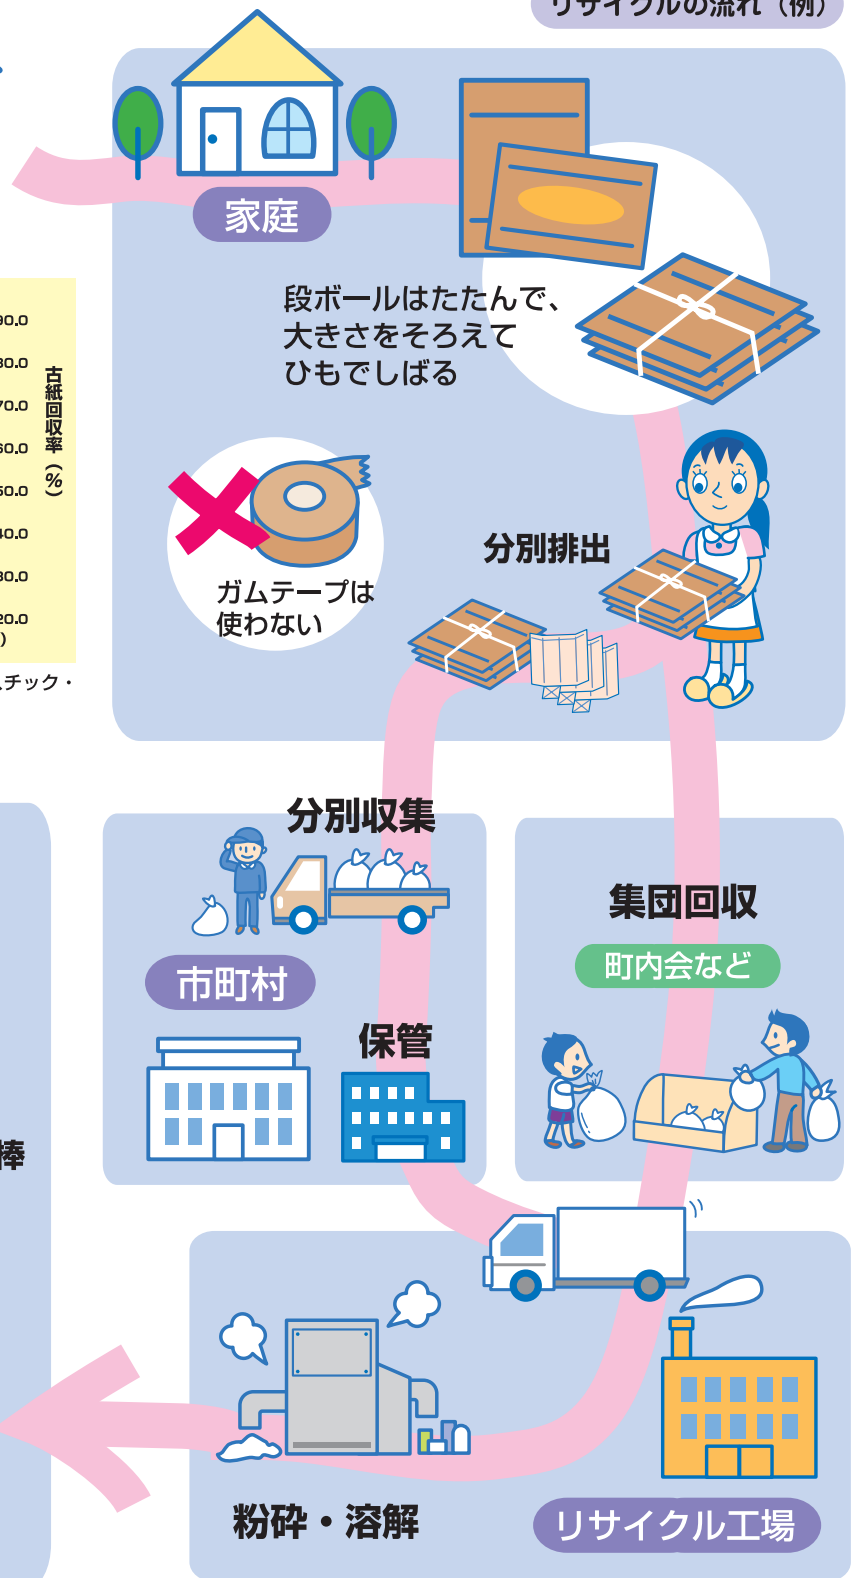 リサイクルの流れ（例）
家庭
段ボールはたたんで、
大きさをそろえて
ひもでしばる
ガムテープは
使わない
分別排出
90.0
80.0
70.0
60.0
50.0
40.0
30.0
20.0
古紙回収率（％）
スチック・
分別収集
市町村
保管
集団回収
町内会など
棒
粉砕・溶解
リサイクル工場